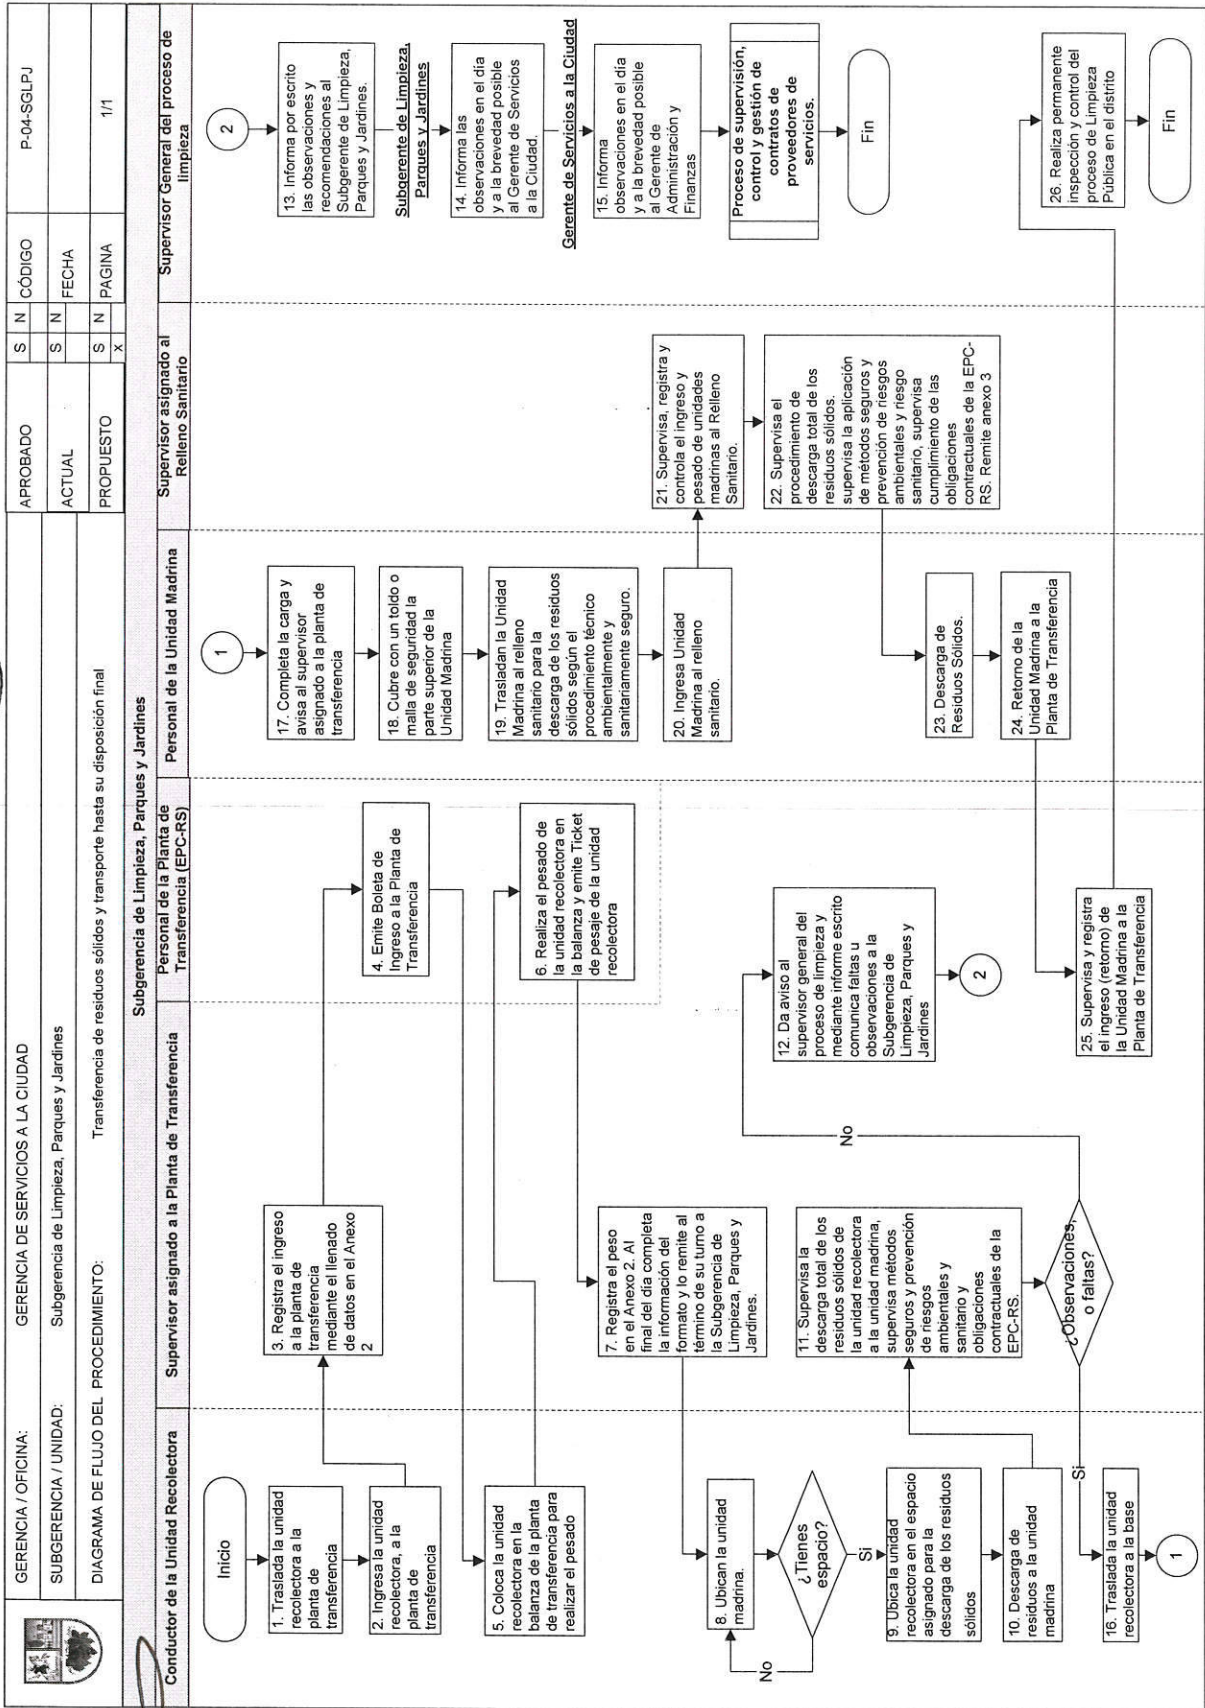 GERENCIA / OFICINA:
GERENCIA DE SERVICIOS A LA CIUDAD
APROBADO
S
N
CÓDIGO
P-04-SGLPJ
SUBGERENCIA / UNIDAD:
Subgerencia de Limpieza, Parques y Jardines
ACTUAL
S
N
FECHA
DIAGRAMA DE FLUJO DEL PROCEDIMIENTO:
Transferencia de residuos sólidos y transporte hasta su disposición final
PROPUESTO
S
N
x
PAGINA
1/1
Subgerencia de Limpieza, Parques y Jardines
Conductor de la Unidad Recolectora
Supervisor asignado a la Planta de Transferencia
Personal de la Planta de
Transferencia (EPC-RS)
Personal de la Unidad Madrina
Supervisor asignado al
Relleno Sanitario
Supervisor General del proceso de
limpieza
Inicio
1. Traslada la unidad
recolectora a la
planta de
transferencia
2. Ingresa la unidad
recolectora, a la
planta de
transferencia
3. Registra el ingreso
a la planta de
transferencia
mediante el llenado
de datos en el Anexo
2
4. Emite Boleta de
Ingreso a la Planta de
Transferencia
5. Coloca la unidad
recolectora en la
balanza de la planta
de transferencia para
realizar el pesado
6. Realiza el pesado de
la unidad recolectora en
la balanza y emite Ticket
de pesaje de la unidad
recolectora
7. Registra el peso
en el Anexo 2. Al
final del día completa
la información del
formato y lo remite al
término de su turno a
la Subgerencia de
Limpieza, Parques y
Jardines.
8. Ubican la unidad
madrina.
¿Tienes
espacio?
No
Si
9. Ubica la unidad
recolectora en el espacio
asignado para la
descarga de los residuos
sólidos
10. Descarga de
residuos a la unidad
madrina
11. Supervisa la
descarga total de los
residuos sólidos de
la unidad recolectora
a la unidad madrina,
supervisa métodos
seguros y prevención
de riesgos
ambientales y
sanitario y
obligaciones
contractuales de la
EPC-RS.
¿Observaciones,
o faltas?
No
Si
12. Da aviso al
supervisor general del
proceso de limpieza y
mediante informe escrito
comunica faltas u
observaciones a la
Subgerencia de
Limpieza, Parques y
Jardines
2
16. Traslada la unidad
recolectora a la base
1
1
17. Completa la carga y
avisa al supervisor
asignado a la planta de
transferencia
18. Cubre con un toldo o
malla de seguridad la
parte superior de la
Unidad Madrina
19. Trasladan la Unidad
Madrina al relleno
sanitario para la
descarga de los residuos
sólidos según el
procedimiento técnico
ambientalmente y
sanitariamente seguro.
20. Ingresa Unidad
Madrina al relleno
sanitario.
21. Supervisa, registra y
controla el ingreso y
pesado de unidades
madrinas al Relleno
Sanitario.
22. Supervisa el
procedimiento de
descarga total de los
residuos sólidos.
supervisa la aplicación
de métodos seguros y
prevención de riesgos
ambientales y riesgo
sanitario, supervisa
cumplimiento de las
obligaciones
contractuales de la EPC-
RS. Remite anexo 3
23. Descarga de
Residuos Sólidos.
24. Retorno de la
Unidad Madrina a la
Planta de Transferencia
25. Supervisa y registra
el ingreso (retorno) de
la Unidad Madrina a la
Planta de Transferencia
2
13. Informa por escrito
las observaciones y
recomendaciones al
Subgerente de Limpieza,
Parques y Jardines.
Subgerente de Limpieza,
Parques y Jardines
14. Informa las
observaciones en el día
y a la brevedad posible
al Gerente de Servicios
a la Ciudad.
Gerente de Servicios a la Ciudad
15. Informa
observaciones en el día
y a la brevedad posible
al Gerente de
Administración y
Finanzas
Proceso de supervisión,
control y gestión de
contratos de
proveedores de
servicios.
Fin
26. Realiza permanente
inspección y control del
proceso de Limpieza
Pública en el distrito
Fin